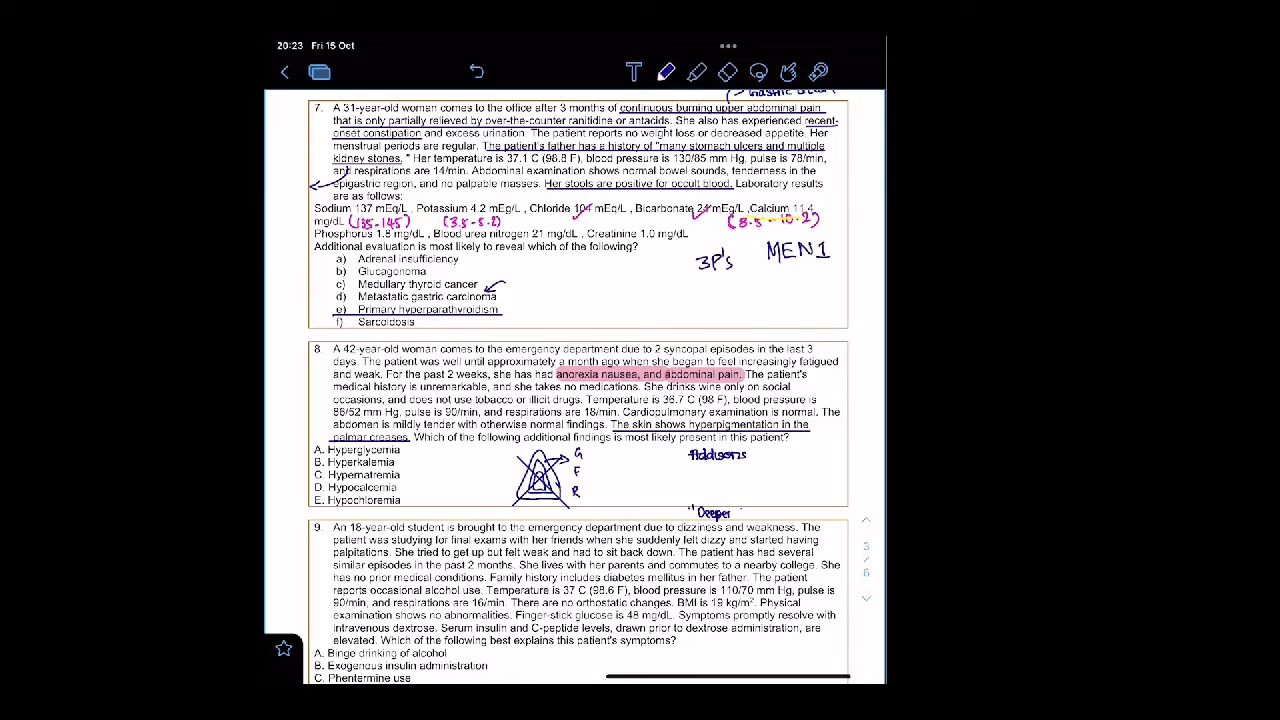 20:23 Fri 15 Oct
7. A 31-year-old woman comes to the office after 3 months of continuous burning upper abdominal pain
that is only partially relieved by over-the-counter ranitidine or antacids. She also has experienced recent-
onset constipation and excess urination. The patient reports no weight loss or decreased appetite. Her
menstrual periods are regular. The patient's father has a history of "many stomach ulcers and multiple
kidney stones. " Her temperature is 37.1 C (98.8 F), blood pressure is 130/85 mm Hg, pulse is 78/min,
and respirations are 14/min. Abdominal examination shows normal bowel sounds, tenderness in the
epigastric region, and no palpable masses. Her stools are positive for occult blood. Laboratory results
are as follows:
Sodium 137 mEq/L , Potassium 4.2 mEg/L , Chloride 104 mEq/L , Bicarbonate 24 mEg/L ,Calcium 11.4
mg/dL (135-145) (3.5-5.2) (8.5-10.2)
Phosphorus 1.8 mg/dL , Blood urea nitrogen 21 mg/dL , Creatinine 1.0 mg/dL
Additional evaluation is most likely to reveal which of the following?
3P's MEN1
a) Adrenal insufficiency
b) Glucagonoma
c) Medullary thyroid cancer
d) Metastatic gastric carcinoma
e) Primary hyperparathyroidism
f) Sarcoidosis
8. A 42-year-old woman comes to the emergency department due to 2 syncopal episodes in the last 3
days. The patient was well until approximately a month ago when she began to feel increasingly fatigued
and weak. For the past 2 weeks, she has had anorexia nausea, and abdominal pain. The patient's
medical history is unremarkable, and she takes no medications. She drinks wine only on social
occasions, and does not use tobacco or illicit drugs. Temperature is 36.7 C (98 F), blood pressure is
86/52 mm Hg, pulse is 90/min, and respirations are 18/min. Cardiopulmonary examination is normal. The
abdomen is mildly tender with otherwise normal findings. The skin shows hyperpigmentation in the
palmar creases. Which of the following additional findings is most likely present in this patient?
A. Hyperglycemia
B. Hyperkalemia
C. Hypernatremia
D. Hypocalcemia
E. Hypochloremia
G
F
R
Addisons
"Deeper
9. An 18-year-old student is brought to the emergency department due to dizziness and weakness. The
patient was studying for final exams with her friends when she suddenly felt dizzy and started having
palpitations. She tried to get up but felt weak and had to sit back down. The patient has had several
similar episodes in the past 2 months. She lives with her parents and commutes to a nearby college. She
has no prior medical conditions. Family history includes diabetes mellitus in her father. The patient
reports occasional alcohol use. Temperature is 37 C (98.6 F), blood pressure is 110/70 mm Hg, pulse is
90/min, and respirations are 16/min. There are no orthostatic changes. BMI is 19 kg/m². Physical
examination shows no abnormalities. Finger-stick glucose is 48 mg/dL. Symptoms promptly resolve with
intravenous dextrose. Serum insulin and C-peptide levels, drawn prior to dextrose administration, are
elevated. Which of the following best explains this patient's symptoms?
A. Binge drinking of alcohol
B. Exogenous insulin administration
C. Phentermine use
3
/
6